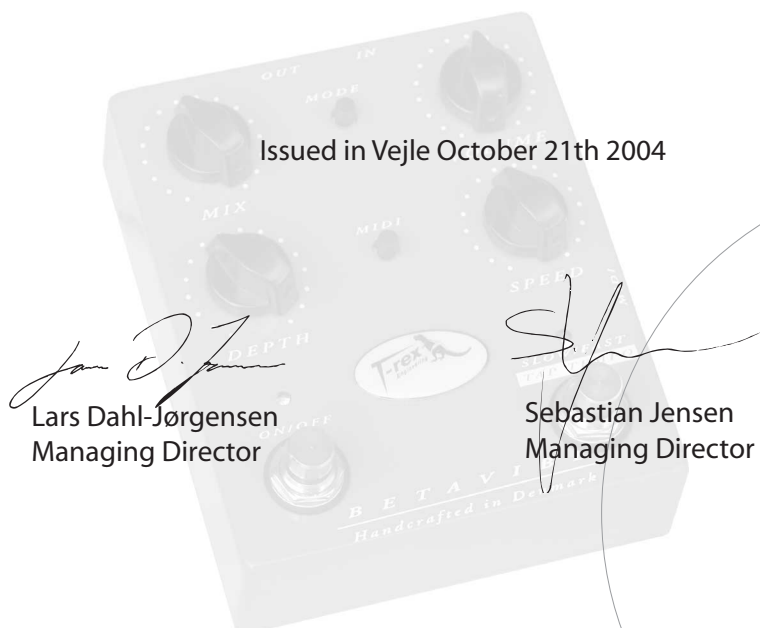 OUT IN
MODE
Issued in Vejle October 21th 2004
MIX
MIDI
SPEED
DEPTH
T-rex
Lars Dahl-Jørgensen
Managing Director
Sebastian Jensen
Managing Director
ON/OFF
BETAVI
Handcrafted in Denmark